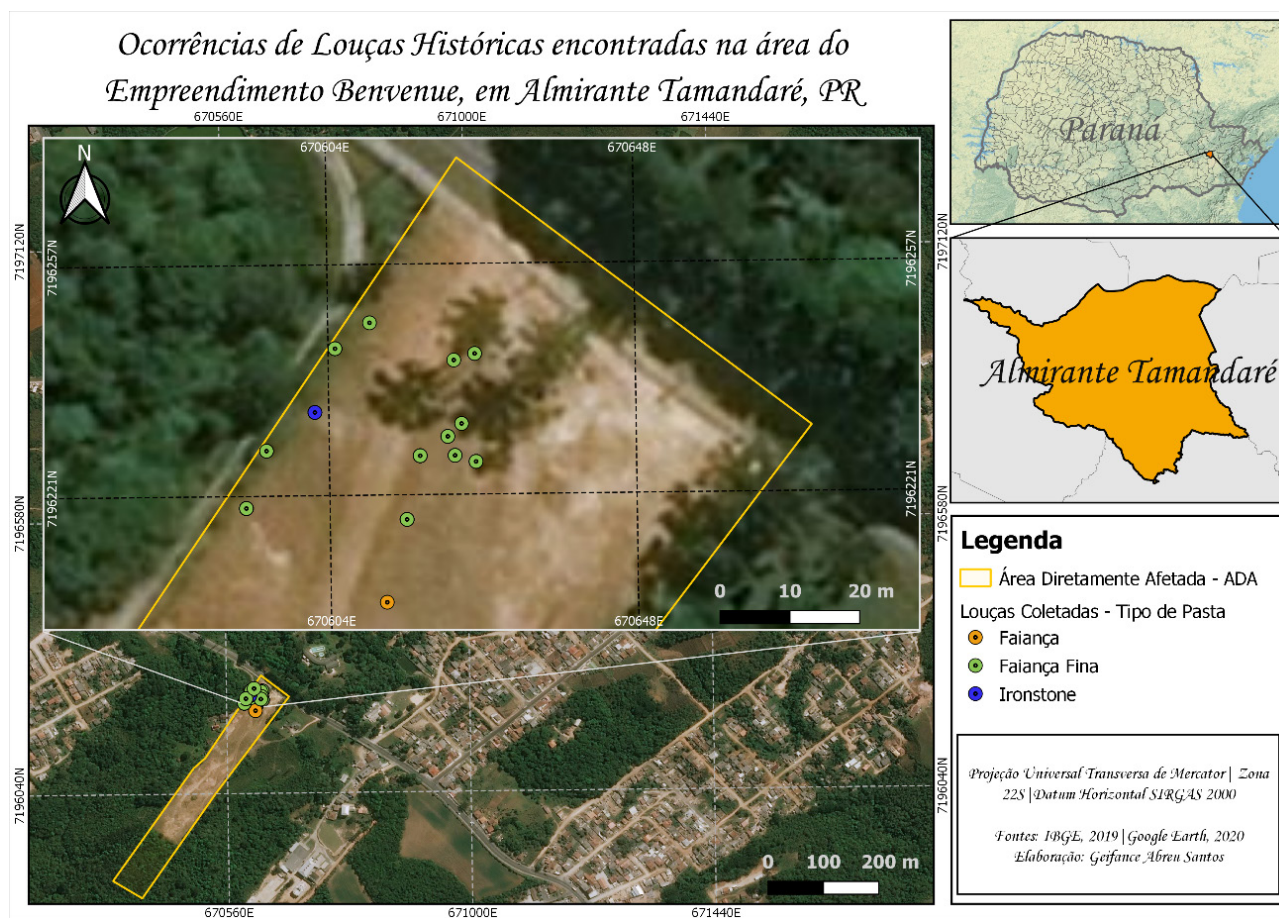 Ocorrências de Louças Históricas encontradas na área do
Empreendimento Benvenue, em Almirante Tamandaré, PR
670560E 671000E 671440E
670604E 670648E
N
7197120N
7196257N
7196257N
7197120N
7196221N
7196580N
7196221N
7196580N
0 10 20 m
670604E 670648E
7196040N
7196040N
0 100 200 m
670560E 671000E 671440E
Paraná
Almirante Tamandaré
Legenda
Área Diretamente Afetada - ADA
Louças Coletadas - Tipo de Pasta
Faiança
Faiança Fina
Ironstone
Projeção Universal Transversa de Mercator| Zona
22S |Datum Horizontal SIRGAS 2000
Fontes: IBGE, 2019 |Google Earth, 2020
Elaboração: Geifance Abreu Santos